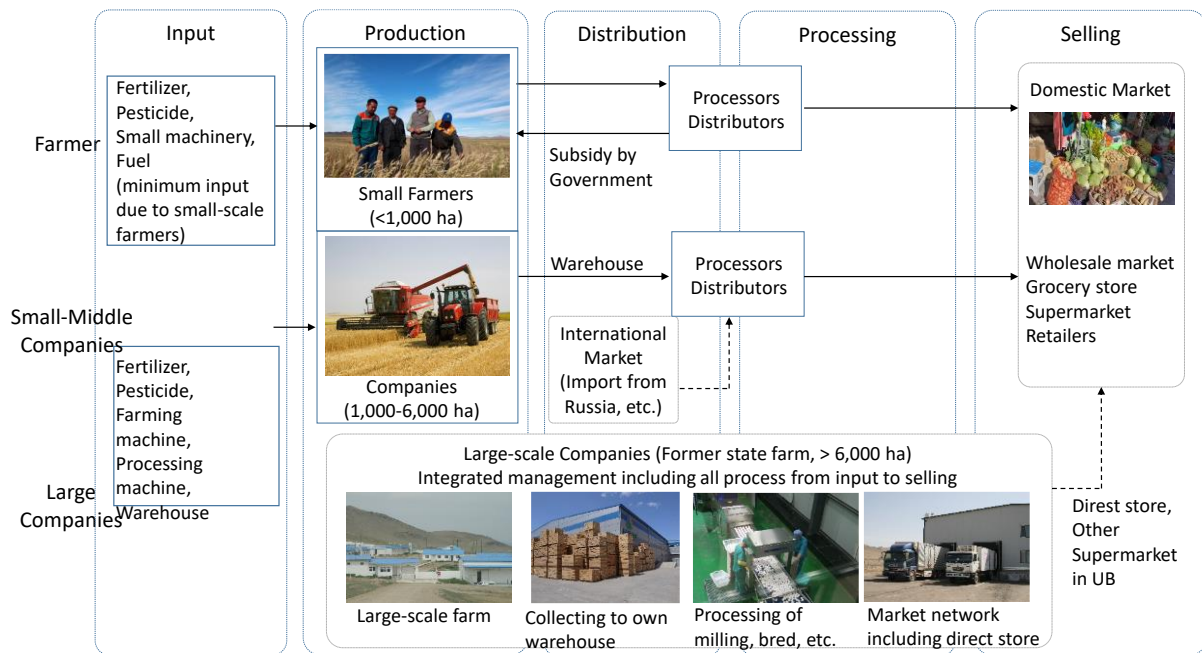 Input
Production
Distribution
Processing
Selling
Farmer
Fertilizer,
Pesticide,
Small machinery,
Fuel
(minimum input
due to small-scale
farmers)
Small Farmers
(<1,000 ha)
Subsidy by
Government
Processors
Distributors
Domestic Market
Small-Middle
Companies
Companies
(1,000-6,000 ha)
Warehouse
Processors
Distributors
International
Market
(Import from
Russia, etc.)
Wholesale market
Grocery store
Supermarket
Retailers
Large
Companies
Fertilizer,
Pesticide,
Farming
machine,
Processing
machine,
Warehouse
Large-scale Companies (Former state farm, > 6,000 ha)
Integrated management including all process from input to selling
Large-scale farm
Collecting to own
warehouse
Processing of
milling, bred, etc.
Market network
including direct store
Direst store,
Other
Supermarket
in UB